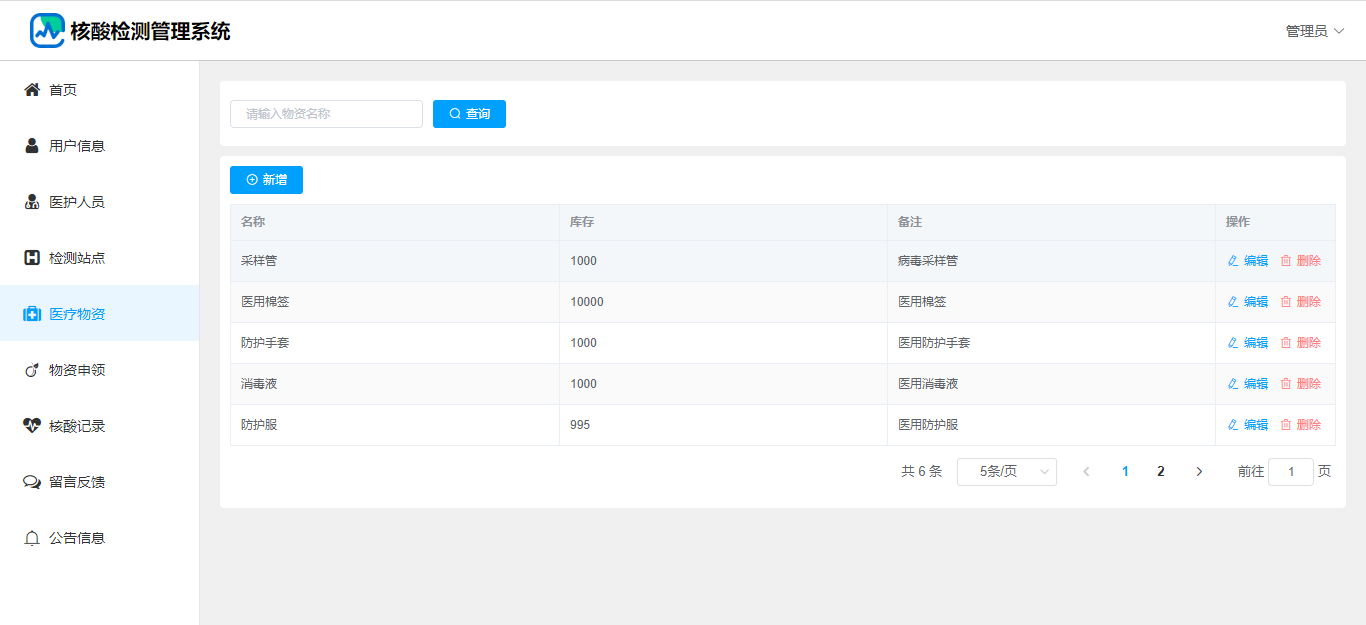 核酸检测管理系统
管理员
首页
用户信息
医护人员
检测站点
医疗物资
物资申领
核酸记录
留言反馈
公告信息
请输入物资名称 查询
新增
名称 库存 备注 操作
采样管 1000 病毒采样管 编辑 删除
医用棉签 10000 医用棉签 编辑 删除
防护手套 1000 医用防护手套 编辑 删除
消毒液 1000 医用消毒液 编辑 删除
防护服 995 医用防护服 编辑 删除
共 6 条 5条/页 1 2 前往 1 页